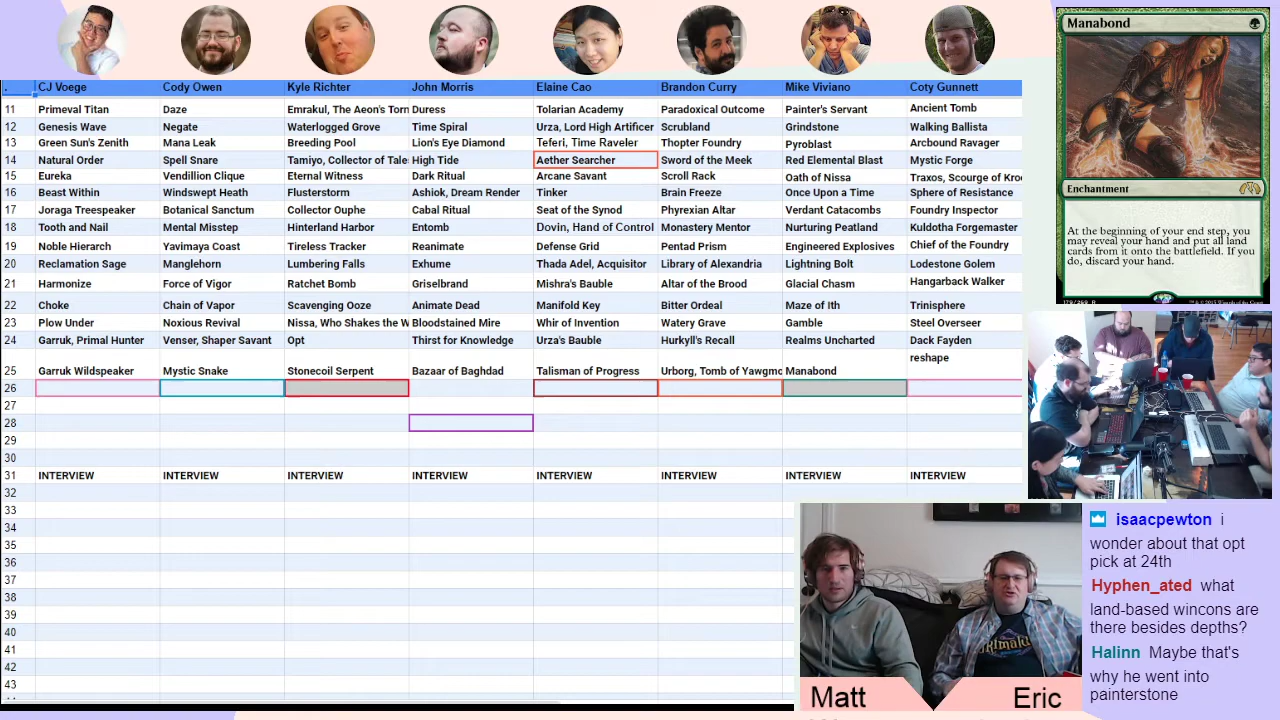 . CJ Voege Cody Owen Kyle Richter John Morris Elaine Cao Brandon Curry Mike Viviano Coty Gunnett
11 Primeval Titan Daze Emrakul, The Aeon's Torn Duress Tolarian Academy Paradoxical Outcome Painter's Servant Ancient Tomb
12 Genesis Wave Negate Waterlogged Grove Time Spiral Urza, Lord High Artificer Scrubland Grindstone Walking Ballista
13 Green Sun's Zenith Mana Leak Breeding Pool Lion's Eye Diamond Teferi, Time Raveler Thopter Foundry Pyroblast Arcbound Ravager
14 Natural Order Spell Snare Tamiyo, Collector of Tales High Tide Aether Searcher Sword of the Meek Red Elemental Blast Mystic Forge
15 Eureka Vendillion Clique Eternal Witness Dark Ritual Arcane Savant Scroll Rack Oath of Nissa Traxos, Scourge of Kroo
16 Beast Within Windswept Heath Flusterstorm Ashiok, Dream Render Tinker Brain Freeze Once Upon a Time Sphere of Resistance
17 Joraga Treespeaker Botanical Sanctum Collector Ouphe Cabal Ritual Seat of the Synod Phyrexian Altar Verdant Catacombs Foundry Inspector
18 Tooth and Nail Mental Misstep Hinterland Harbor Entomb Dovin, Hand of Control Monastery Mentor Nurturing Peatland Kuldotha Forgemaster
19 Noble Hierarch Yavimaya Coast Tireless Tracker Reanimate Defense Grid Pentad Prism Engineered Explosives Chief of the Foundry
20 Reclamation Sage Manglehorn Lumbering Falls Exhume Thada Adel, Acquisitor Library of Alexandria Lightning Bolt Lodestone Golem
21 Harmonize Force of Vigor Ratchet Bomb Griselbrand Mishra's Bauble Altar of the Brood Glacial Chasm Hangarback Walker
22 Choke Chain of Vapor Scavenging Ooze Animate Dead Manifold Key Bitter Ordeal Maze of Ith Trinisphere
23 Plow Under Noxious Revival Nissa, Who Shakes the W Bloodstained Mire Whir of Invention Watery Grave Gamble Steel Overseer
24 Garruk, Primal Hunter Venser, Shaper Savant Opt Thirst for Knowledge Urza's Bauble Hurkyll's Recall Realms Uncharted Dack Fayden
25 Garruk Wildspeaker Mystic Snake Stonecoil Serpent Bazaar of Baghdad Talisman of Progress Urborg, Tomb of Yawgmo Manabond reshape
26
27
28
29
30
31 INTERVIEW INTERVIEW INTERVIEW INTERVIEW INTERVIEW INTERVIEW INTERVIEW INTERVIEW
32
33
34
35
36
37
38
39
40
41
42
43
Manabond
Enchantment
At the beginning of your end step, you
may reveal your hand and put all land
cards from it onto the battlefield. If you
do, discard your hand.
isaacpewton i
wonder about that opt
pick at 24th
Hyphen_ated what
land-based wincons are
there besides depths?
Halinn Maybe that's
why he went into
painterstone
Matt Eric